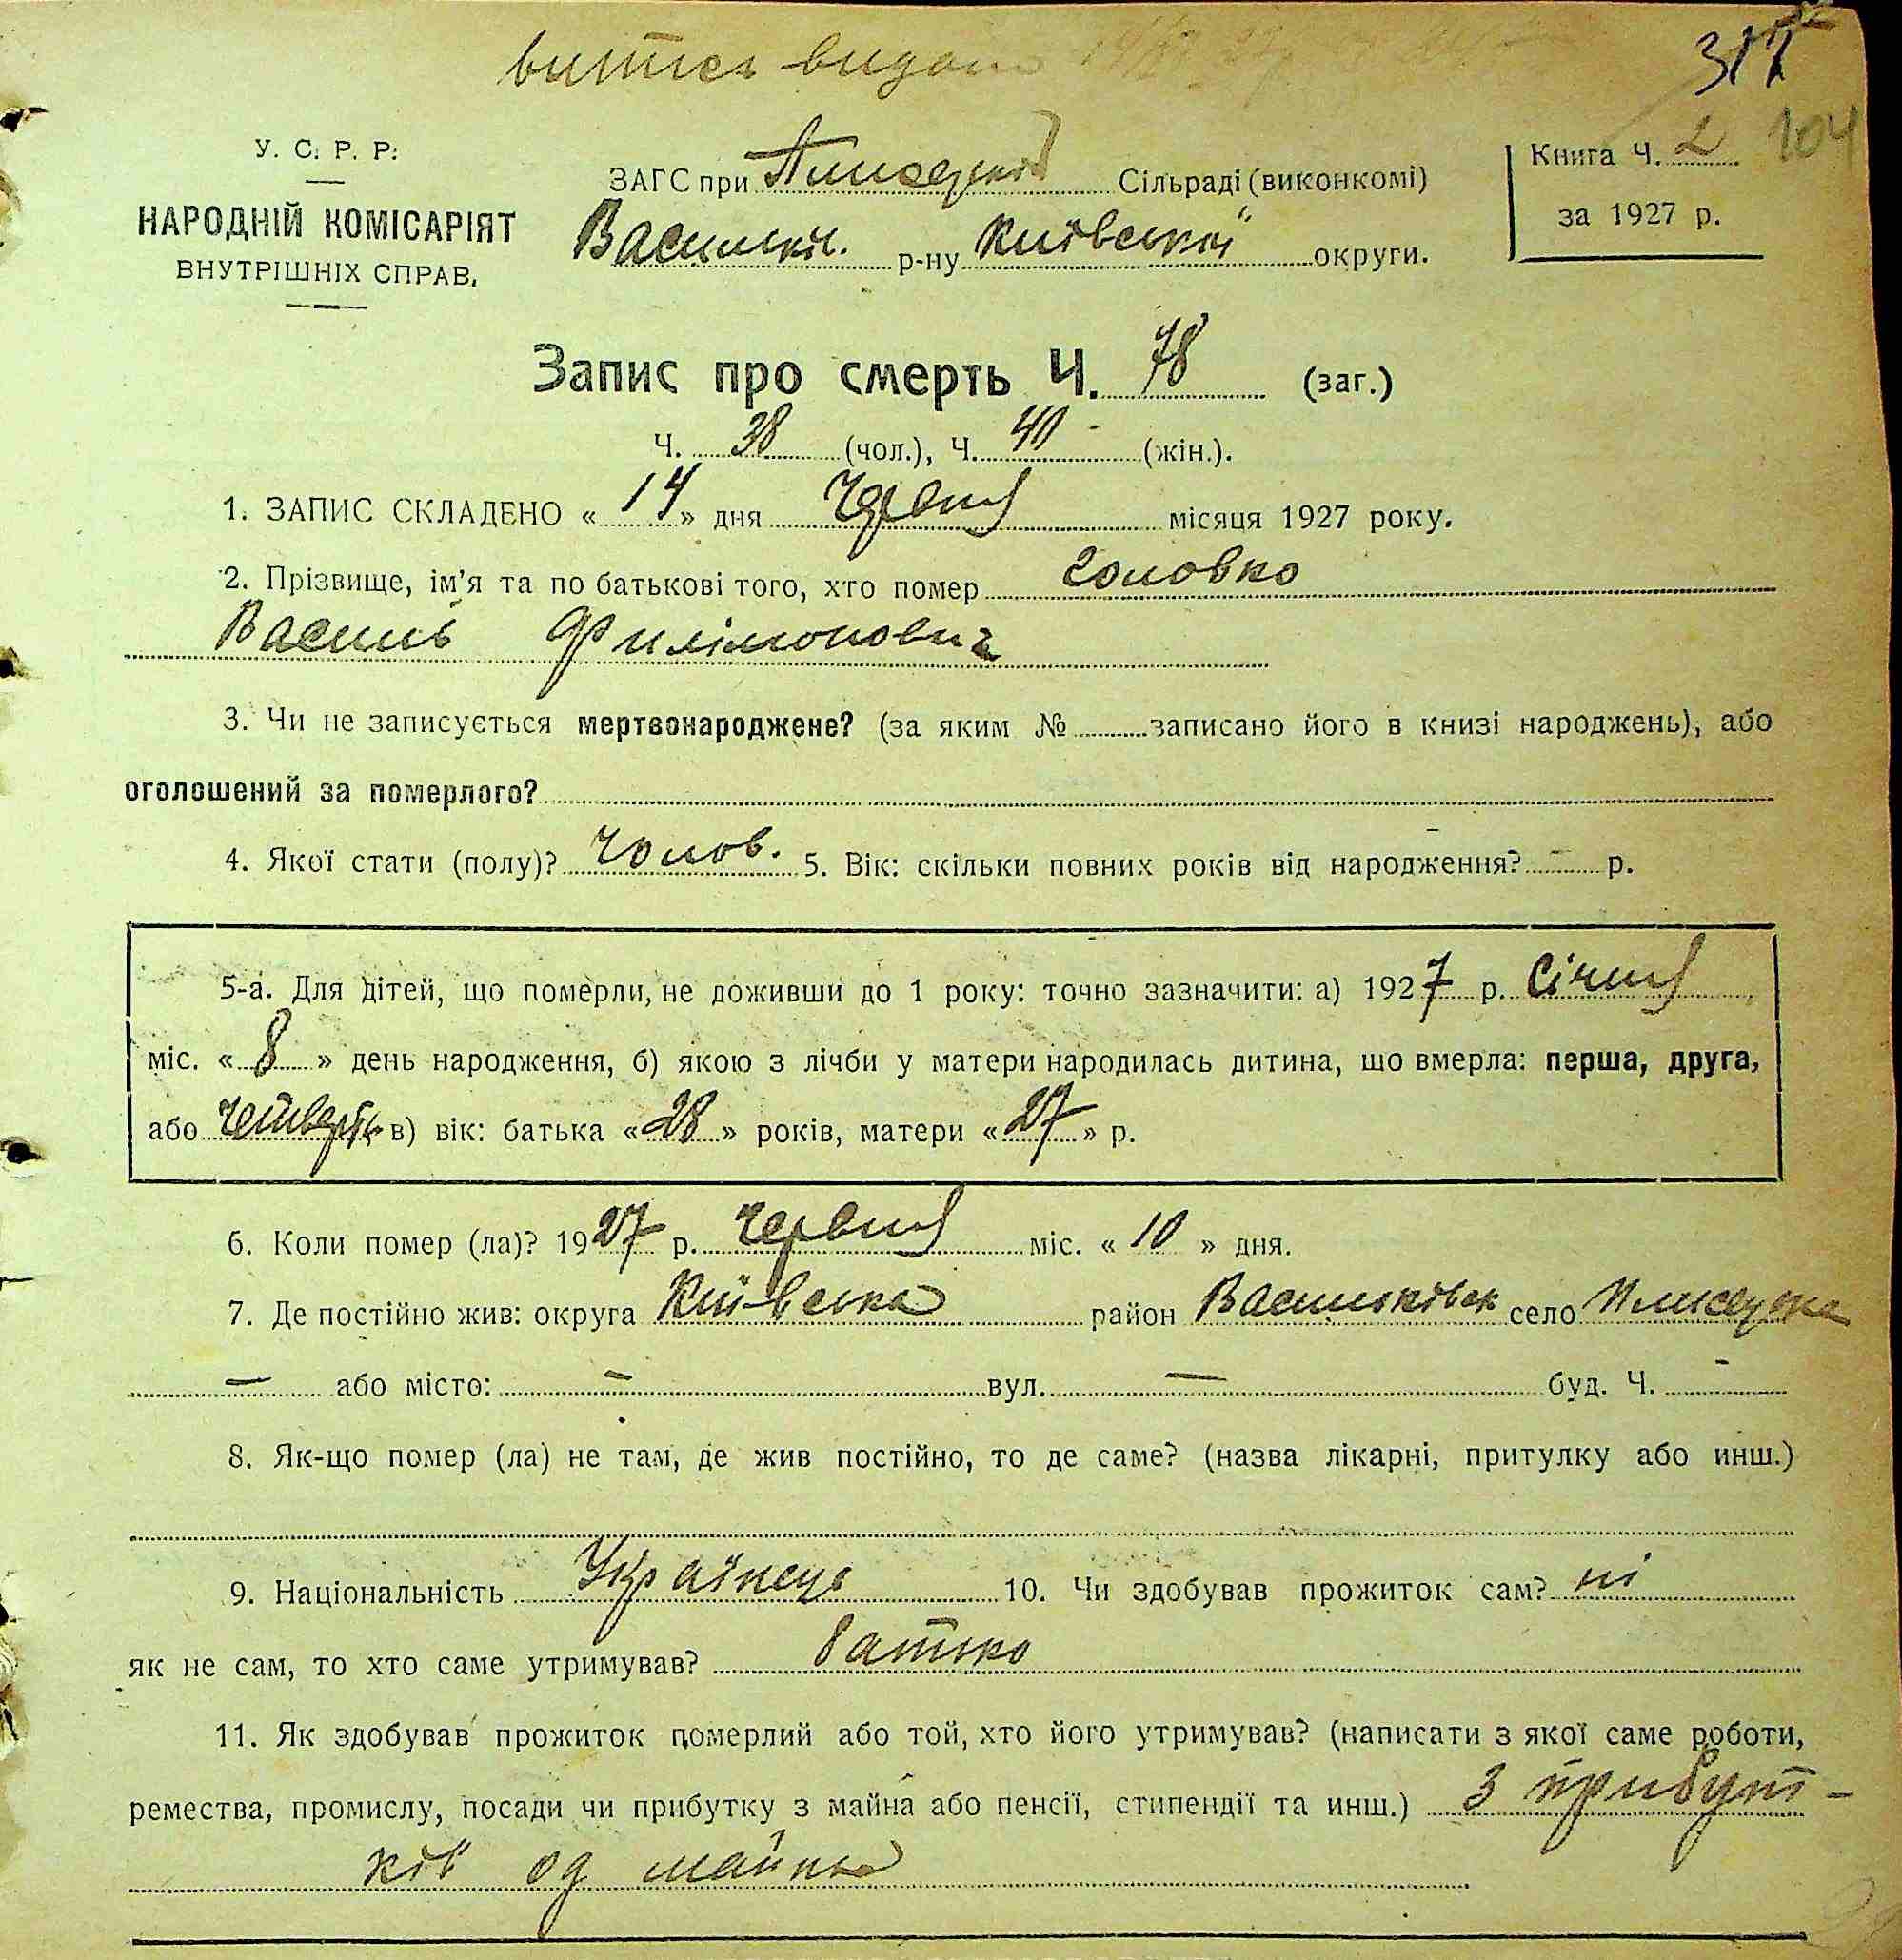 витяг видан
311
104
У. С. Р. Р.
НАРОДНІЙ КОМІСАРІЯТ
ВНУТРІШНІХ СПРАВ.
ЗАГС при Плисецькій Сільраді (виконкомі)
Васильків. р-ну Київської округи.
Книга Ч. 2
за 1927 р.
Запис про смерть Ч. 78 (заг.)
Ч. 38 (чол.), Ч. 40 (жін.).
1. ЗАПИС СКЛАДЕНО « 14 » дня Червня місяця 1927 року.
2. Прізвище, ім'я та по батькові того, хто помер Головко
Василь Филімонович
3. Чи не записується мертвонароджене? (за яким № записано його в книзі народжень), або
оголошений за померлого?
4. Якої стати (полу)? Чолов. 5. Вік: скільки повних років від народження? - р.
5-а. Для дітей, що померли, не доживши до 1 року: точно зазначити: а) 1927 р. Січня
міс. « 8 » день народження, б) якою з лічби у матери народилась дитина, що вмерла: перша, друга,
або четверта в) вік: батька « 28 » років, матери « 27 » р.
6. Коли помер (ла)? 1927 р. Червня міс. « 10 » дня.
7. Де постійно жив: округа Київська район Васильківськ село Плисецьке
— або місто: — вул. — буд. Ч. -
8. Як-що помер (ла) не там, де жив постійно, то де саме? (назва лікарні, притулку або инш.)
9. Національність Українець 10. Чи здобував прожиток сам? ні
як не сам, то хто саме утримував? батько
11. Як здобував прожиток померлий або той, хто його утримував? (написати з якої саме роботи,
ремества, промислу, посади чи прибутку з майна або пенсії, стипендії та инш.) З прибут-
ків од майна